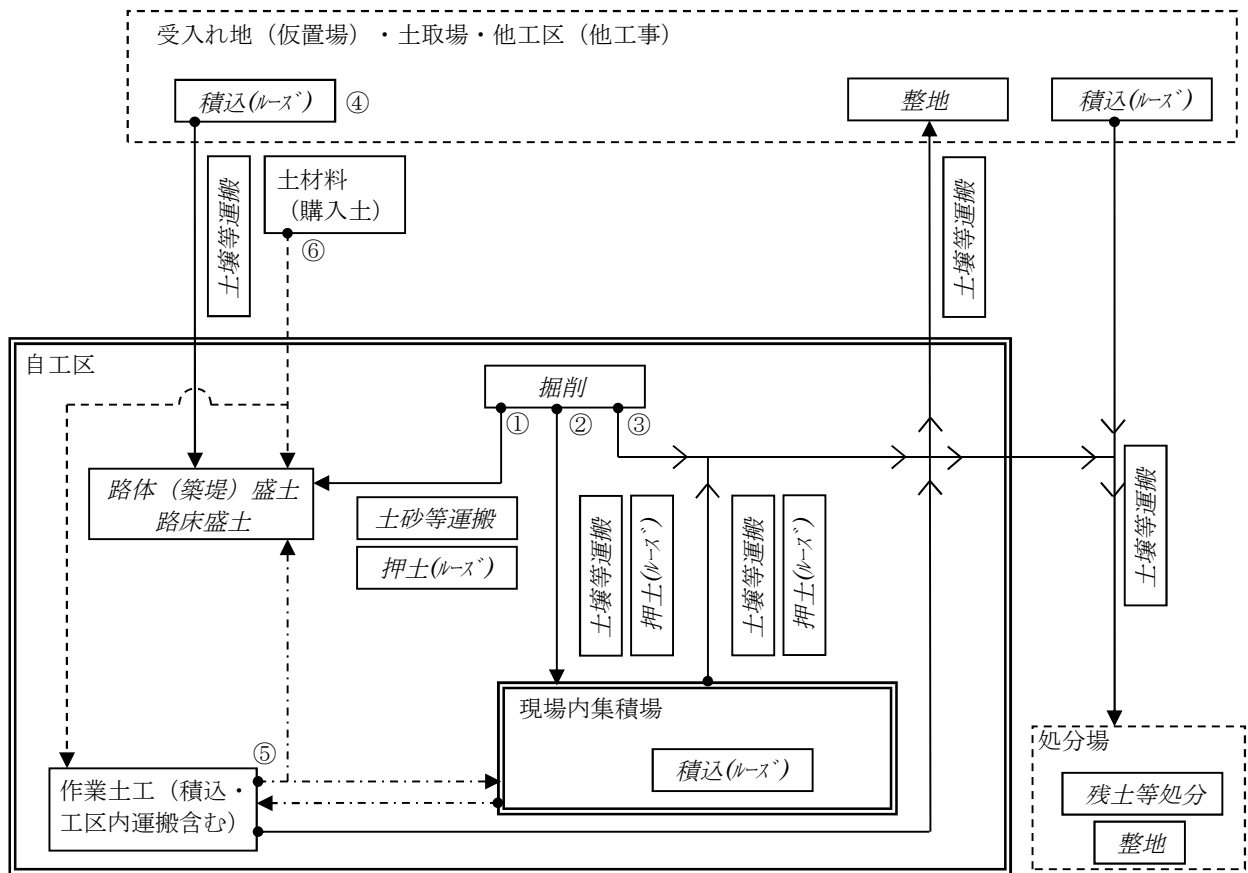 受入れ地（仮置場）・土取場・他工区（他工事）
積込(ﾙｰｽﾞ)
④
整地
積込(ﾙｰｽﾞ)
土壌等運搬
土材料
（購入土）
⑥
土壌等運搬
自工区
掘削
①
②
③
路体（築堤）盛土
路床盛土
土砂等運搬
押土(ﾙｰｽﾞ)
土壌等運搬
押土(ﾙｰｽﾞ)
土壌等運搬
押土(ﾙｰｽﾞ)
土壌等運搬
現場内集積場
積込(ﾙｰｽﾞ)
⑤
作業土工（積込・
工区内運搬含む）
処分場
残土等処分
整地